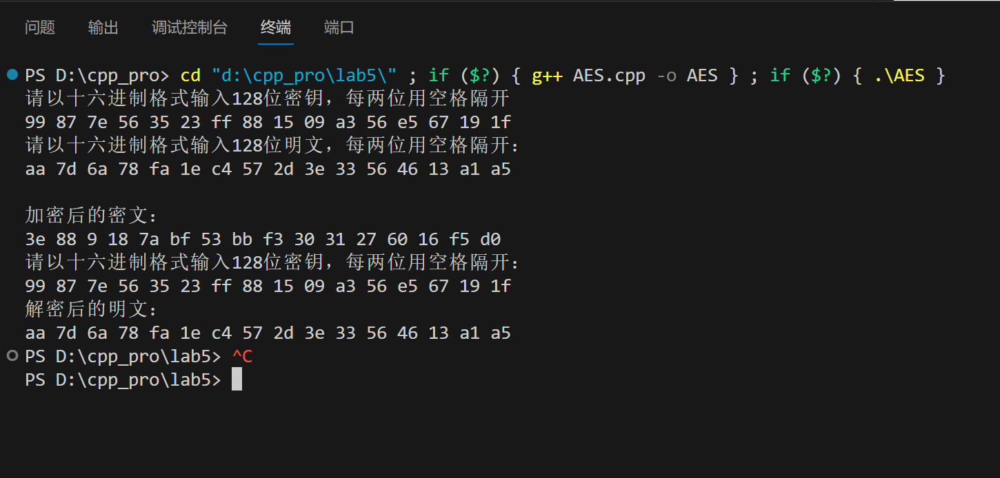 问题 输出 调试控制台 终端 端口
PS D:\cpp_pro> cd "d:\cpp_pro\lab5\" ; if ($?) { g++ AES.cpp -o AES } ; if ($?) { .\AES }
请以十六进制格式输入128位密钥，每两位用空格隔开
99 87 7e 56 35 23 ff 88 15 09 a3 56 e5 67 19 1f
请以十六进制格式输入128位明文，每两位用空格隔开：
aa 7d 6a 78 fa 1e c4 57 2d 3e 33 56 46 13 a1 a5
加密后的密文：
3e 88 9 18 7a bf 53 bb f3 30 31 27 60 16 f5 d0
请以十六进制格式输入128位密钥，每两位用空格隔开：
99 87 7e 56 35 23 ff 88 15 09 a3 56 e5 67 19 1f
解密后的明文：
aa 7d 6a 78 fa 1e c4 57 2d 3e 33 56 46 13 a1 a5
PS D:\cpp_pro\lab5> ^C
PS D:\cpp_pro\lab5>